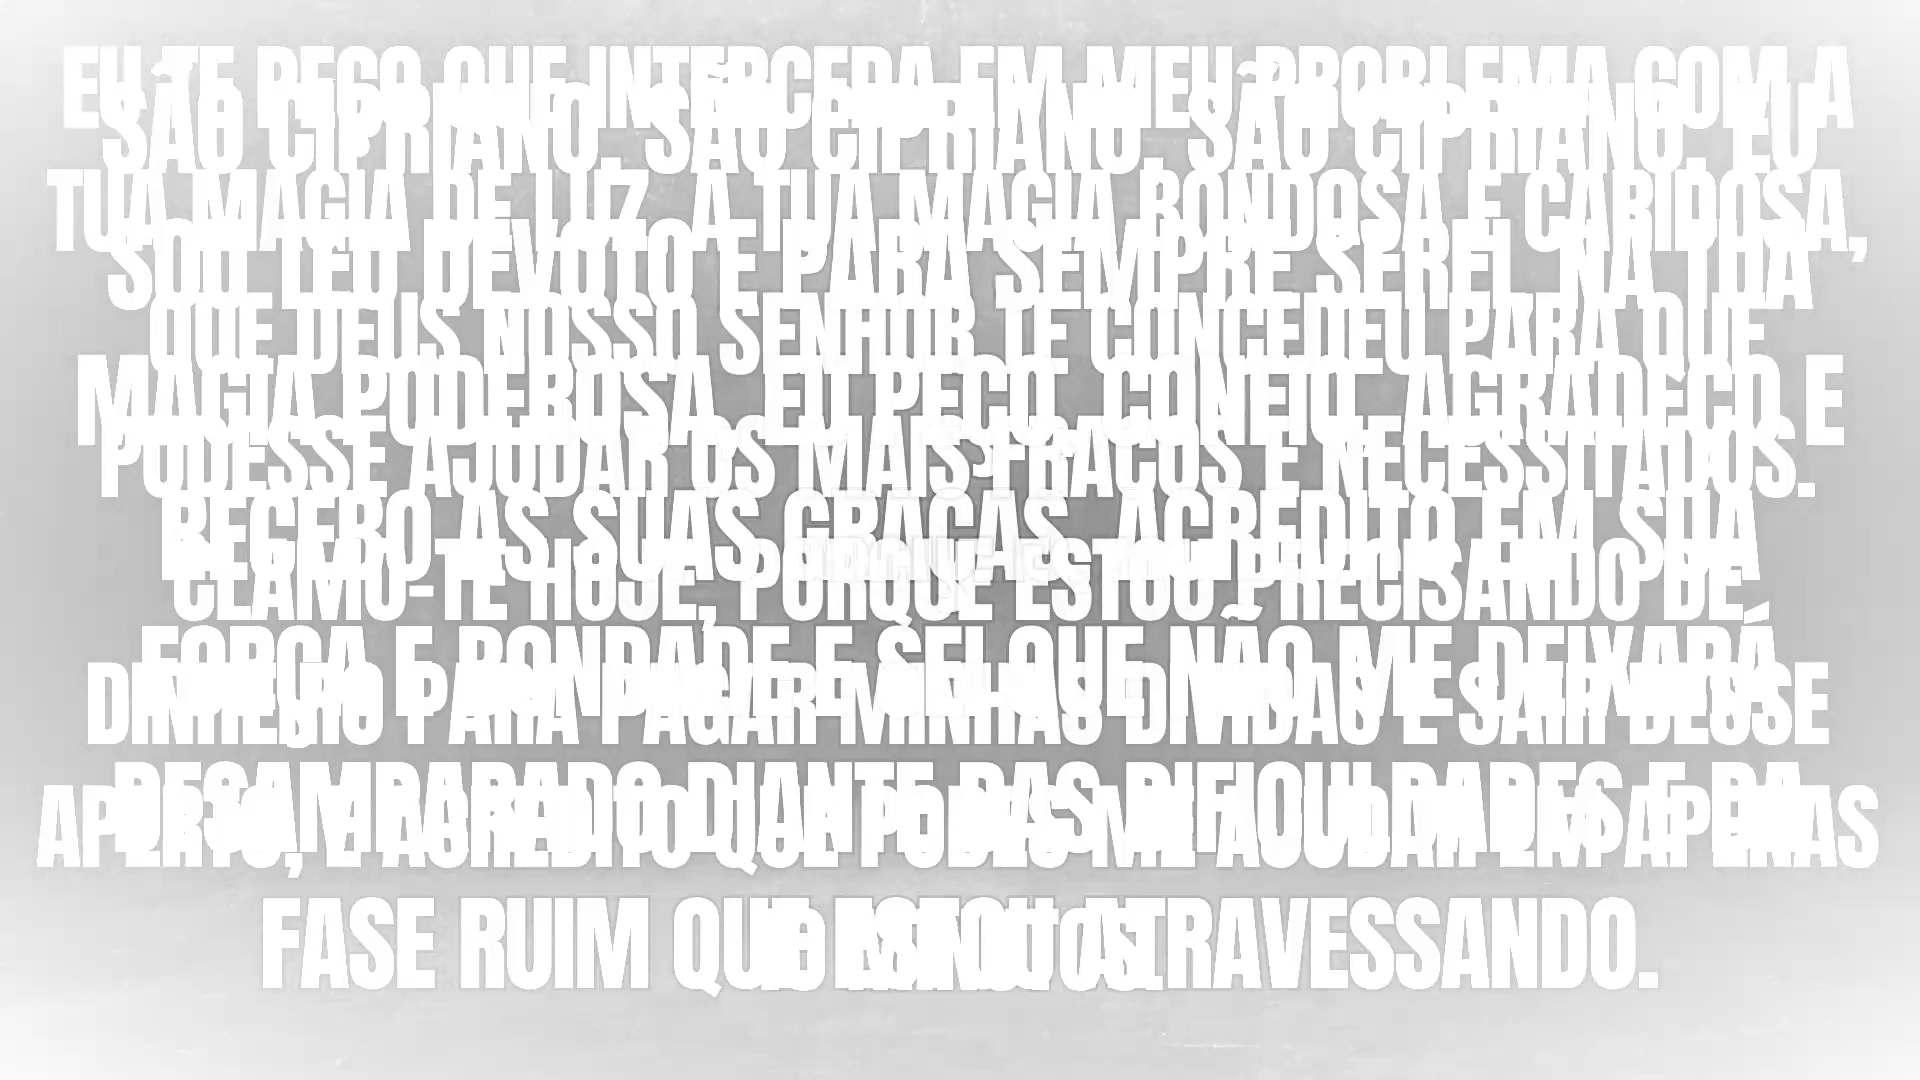 EU TE PEÇO QUE INTERCEDA EM MEU PROBLEMA COM A
SÃO CIPRIANO, SÃO CIPRIANO, SÃO CIPRIANO, EU
TUA MAGIA DE LUZ, A TUA MAGIA BONDOSA E CARIDOSA,
SOU TEU DEVOTO E PARA SEMPRE SEREI. NA TUA
QUE DEUS NOSSO SENHOR TE CONCEDEU PARA QUE
MAGIA PODEROSA, EU PEÇO, CONFIO, AGRADEÇO E
PUDESSE AJUDAR OS MAIS FRACOS E NECESSITADOS.
RECEBO AS SUAS GRAÇAS. ACREDITO EM SUA
CLAMO-TE HOJE, PORQUE ESTOU PRECISANDO DE
FORÇA E BONDADE E SEI QUE NÃO ME DEIXARÁ
DINHEIRO PARA PAGAR MINHAS DÍVIDAS E SAIR DESSE
DESAMPARADO DIANTE DAS DIFICULDADES E DA
APERTO, E ACREDITO QUE PODES ME ACUDIR EM APENAS
FASE RUIM QUE ESTOU ATRAVESSANDO.
MINUTOS.